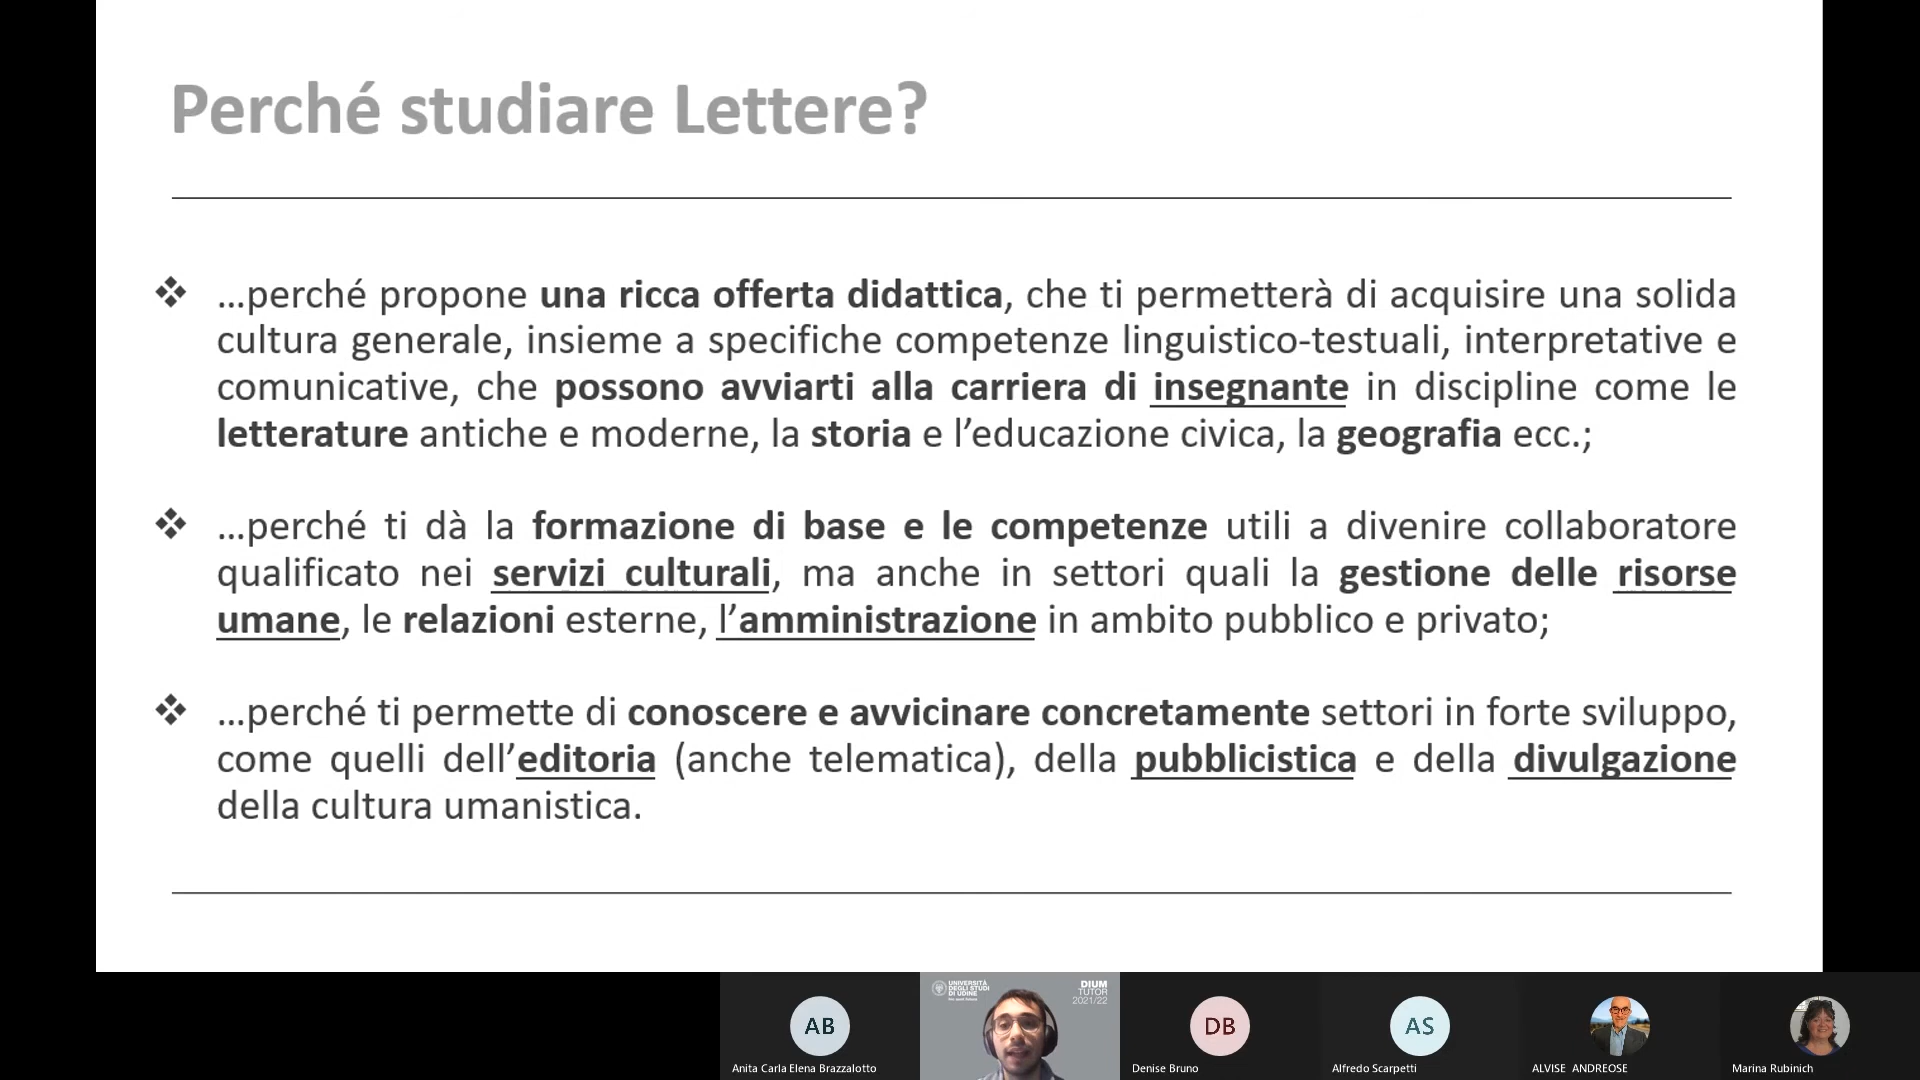 Perché studiare Lettere?
❖ …perché propone una ricca offerta didattica, che ti permetterà di acquisire una solida
cultura generale, insieme a specifiche competenze linguistico-testuali, interpretative e
comunicative, che possono avviarti alla carriera di insegnante in discipline come le
letterature antiche e moderne, la storia e l’educazione civica, la geografia ecc.;
❖ …perché ti dà la formazione di base e le competenze utili a divenire collaboratore
qualificato nei servizi culturali, ma anche in settori quali la gestione delle risorse
umane, le relazioni esterne, l’amministrazione in ambito pubblico e privato;
❖ …perché ti permette di conoscere e avvicinare concretamente settori in forte sviluppo,
come quelli dell’editoria (anche telematica), della pubblicistica e della divulgazione
della cultura umanistica.
AB
Anita Carla Elena Brazzalotto
UNIVERSITÀ
DEGLI STUDI
DI UDINE
DIUM
TUTOR
2021/22
DB
Denise Bruno
AS
Alfredo Scarpetti
ALVISE ANDREOSE
Marina Rubinich